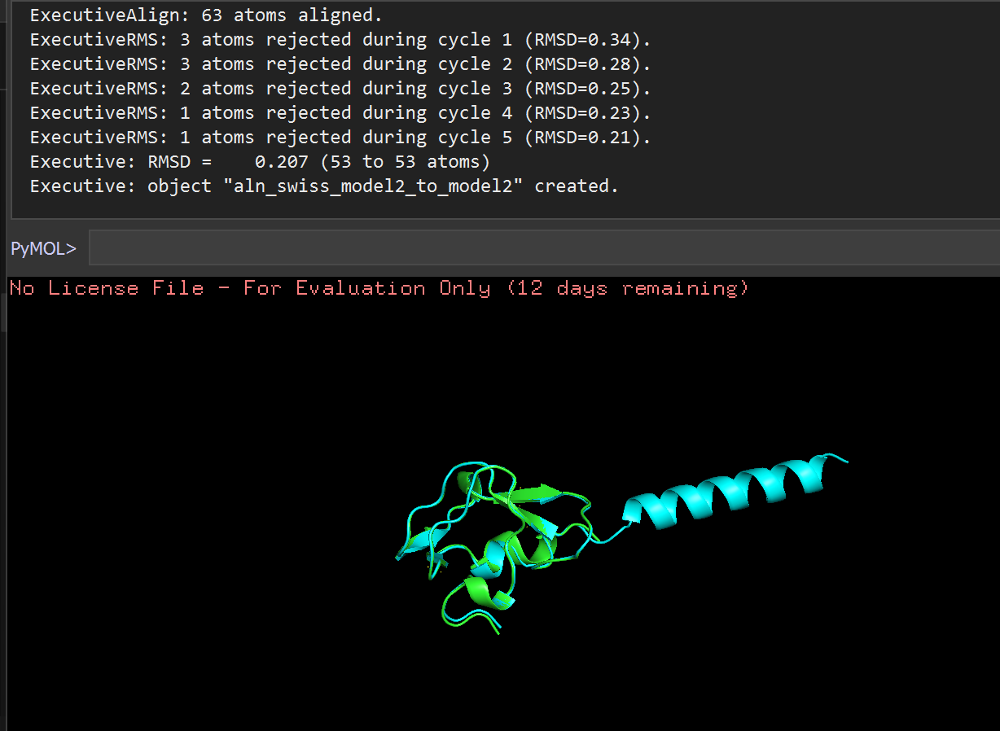 ExecutiveAlign: 63 atoms aligned.
ExecutiveRMS: 3 atoms rejected during cycle 1 (RMSD=0.34).
ExecutiveRMS: 3 atoms rejected during cycle 2 (RMSD=0.28).
ExecutiveRMS: 2 atoms rejected during cycle 3 (RMSD=0.25).
ExecutiveRMS: 1 atoms rejected during cycle 4 (RMSD=0.23).
ExecutiveRMS: 1 atoms rejected during cycle 5 (RMSD=0.21).
Executive: RMSD =    0.207 (53 to 53 atoms)
Executive: object "aln_swiss_model2_to_model2" created.
PyMOL>
No License File - For Evaluation Only (12 days remaining)